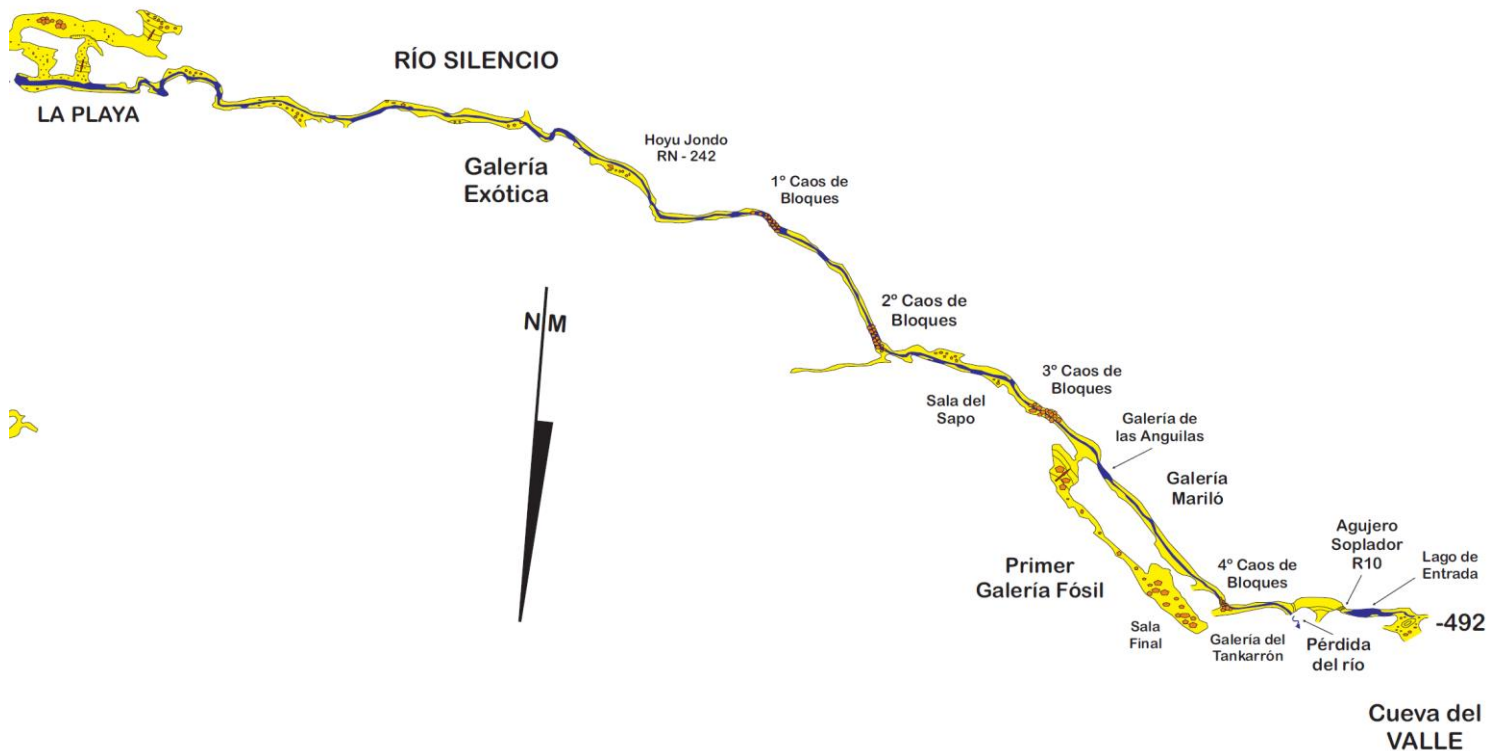 RÍO SILENCIO
LA PLAYA
Galería
Exótica
Hoyu Jondo
RN - 242
1º Caos de
Bloques
N M
2º Caos de
Bloques
Sala del
Sapo
3º Caos de
Bloques
Galería de
las Anguilas
Galería
Mariló
Primer
Galería Fósil
Sala
Final
4º Caos de
Bloques
Galería del
Tankarrón
Agujero
Soplador
R10
Lago de
Entrada
-492
Pérdida
del río
Cueva del
VALLE